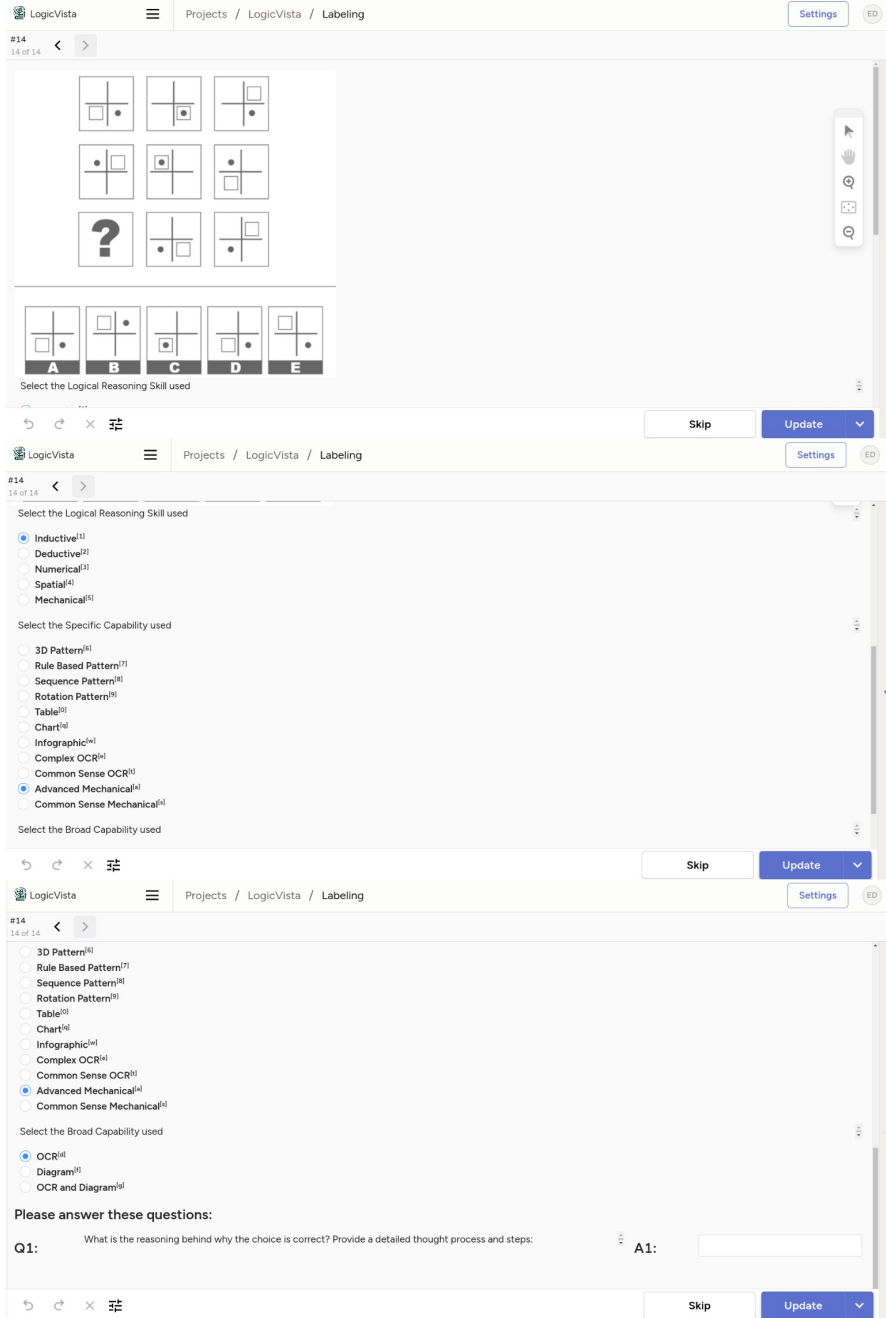 LogicVista
Projects / LogicVista / Labeling
Settings
ED
#14
14 of 14
?
A B C D E
Select the Logical Reasoning Skill used
Skip
Update
LogicVista
Projects / LogicVista / Labeling
Settings
ED
#14
14 of 14
Select the Logical Reasoning Skill used
Inductive[1]
Deductive[2]
Numerical[3]
Spatial[4]
Mechanical[5]
Select the Specific Capability used
3D Pattern[6]
Rule Based Pattern[7]
Sequence Pattern[8]
Rotation Pattern[9]
Table[0]
Chart[q]
Infographic[w]
Complex OCR[e]
Common Sense OCR[t]
Advanced Mechanical[a]
Common Sense Mechanical[s]
Select the Broad Capability used
Skip
Update
LogicVista
Projects / LogicVista / Labeling
Settings
ED
#14
14 of 14
3D Pattern[6]
Rule Based Pattern[7]
Sequence Pattern[8]
Rotation Pattern[9]
Table[0]
Chart[q]
Infographic[w]
Complex OCR[e]
Common Sense OCR[t]
Advanced Mechanical[a]
Common Sense Mechanical[s]
Select the Broad Capability used
OCR[d]
Diagram[f]
OCR and Diagram[g]
Please answer these questions:
Q1: What is the reasoning behind why the choice is correct? Provide a detailed thought process and steps: A1:
Skip
Update